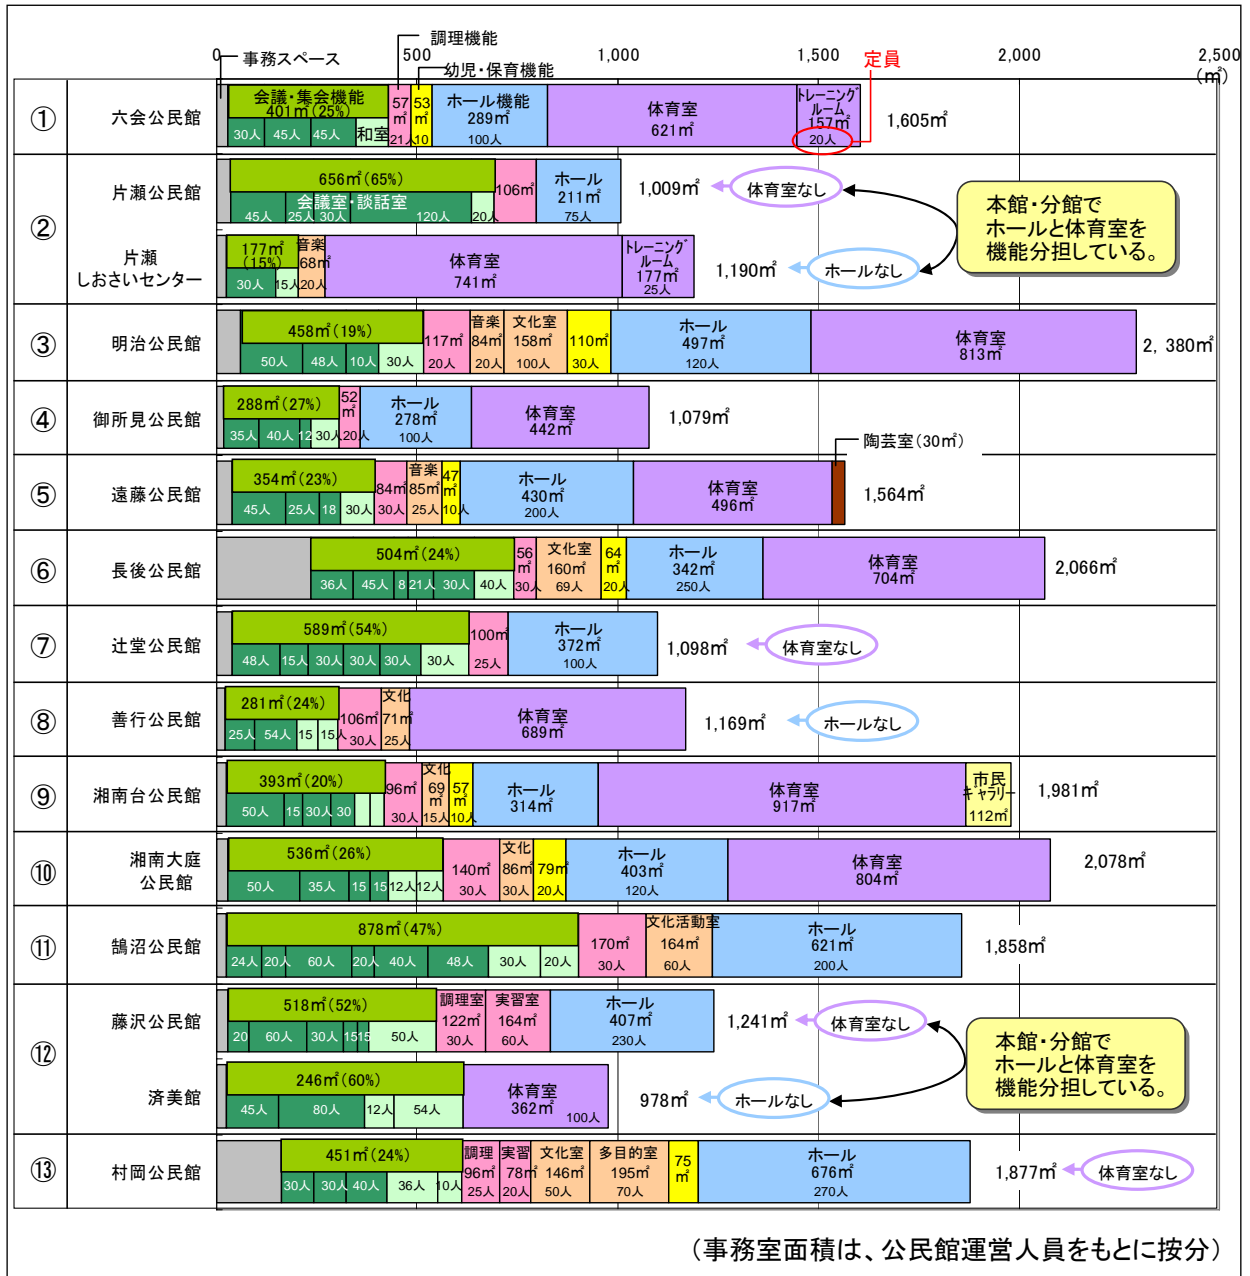 調理機能
0 500 1,000 1,500 2,000 2,500
(㎡)
事務スペース
幼児・保育機能
定員
① 六会公民館
会議・集会機能
401㎡(25%)
30人 45人 45人 和室
57㎡
21人
53㎡
10
ホール機能
289㎡
100人
体育室
621㎡
トレーニングルーム
157㎡
20人
1,605㎡
② 片瀬公民館
656㎡(65%)
会議室・談話室
45人 25人 30人 120人 20人
106㎡
ホール
211㎡
75人
1,009㎡
体育室なし
本館・分館で
ホールと体育室を
機能分担している。
片瀬
しおさいセンター
177㎡
(15%)
30人 15人
音楽
68㎡
20人
体育室
741㎡
トレーニング
ルーム
177㎡
25人
1,190㎡
ホールなし
③ 明治公民館
458㎡(19%)
50人 48人 10人 30人
117㎡
20人
音楽
84㎡
20人
文化室
158㎡
100人
110㎡
30人
ホール
497㎡
120人
体育室
813㎡
2,380㎡
④ 御所見公民館
288㎡(27%)
35人 40人 12 30人
52㎡
20人
ホール
278㎡
100人
体育室
442㎡
1,079㎡
陶芸室(30㎡)
⑤ 遠藤公民館
354㎡(23%)
45人 25人 18 30人
84㎡
30人
音楽
85㎡
25人
47㎡
10人
ホール
430㎡
200人
体育室
496㎡
1,564㎡
⑥ 長後公民館
504㎡(24%)
36人 45人 8 21人 30人 40人
56㎡
30人
文化室
160㎡
69人
64㎡
20人
ホール
342㎡
250人
体育室
704㎡
2,066㎡
⑦ 辻堂公民館
589㎡(54%)
48人 15人 30人 30人 30人 30人
100㎡
25人
ホール
372㎡
100人
1,098㎡
体育室なし
⑧ 善行公民館
281㎡(24%)
25人 54人 15 15人
106㎡
30人
文化
71㎡
25人
体育室
689㎡
1,169㎡
ホールなし
⑨ 湘南台公民館
393㎡(20%)
50人 15 30人 30
96㎡
30人
文化
69㎡
15人
57㎡
10人
ホール
314㎡
体育室
917㎡
市民
ギャラリー
112㎡
1,981㎡
⑩ 湘南大庭
公民館
536㎡(26%)
50人 35人 15 15 12人 12人
140㎡
30人
文化
86㎡
30人
79㎡
20人
ホール
403㎡
120人
体育室
804㎡
2,078㎡
⑪ 鵠沼公民館
878㎡(47%)
24人 20人 60人 20人 40人 48人 30人 20人
170㎡
30人
文化活動室
164㎡
60人
ホール
621㎡
200人
1,858㎡
⑫ 藤沢公民館
518㎡(52%)
20 60人 30人 15 15 50人
調理室
122㎡
30人
実習室
164㎡
60人
ホール
407㎡
230人
1,241㎡
体育室なし
本館・分館で
ホールと体育室を
機能分担している。
済美館
246㎡(60%)
45人 80人 12人 54人
体育室
362㎡
100人
978㎡
ホールなし
⑬ 村岡公民館
451㎡(24%)
30人 30人 40人 36人 10人
調理
96㎡
25人
実習
78㎡
20人
文化室
146㎡
50人
多目的室
195㎡
70人
75㎡
ホール
676㎡
270人
1,877㎡
体育室なし
(事務室面積は、公民館運営人員をもとに按分)